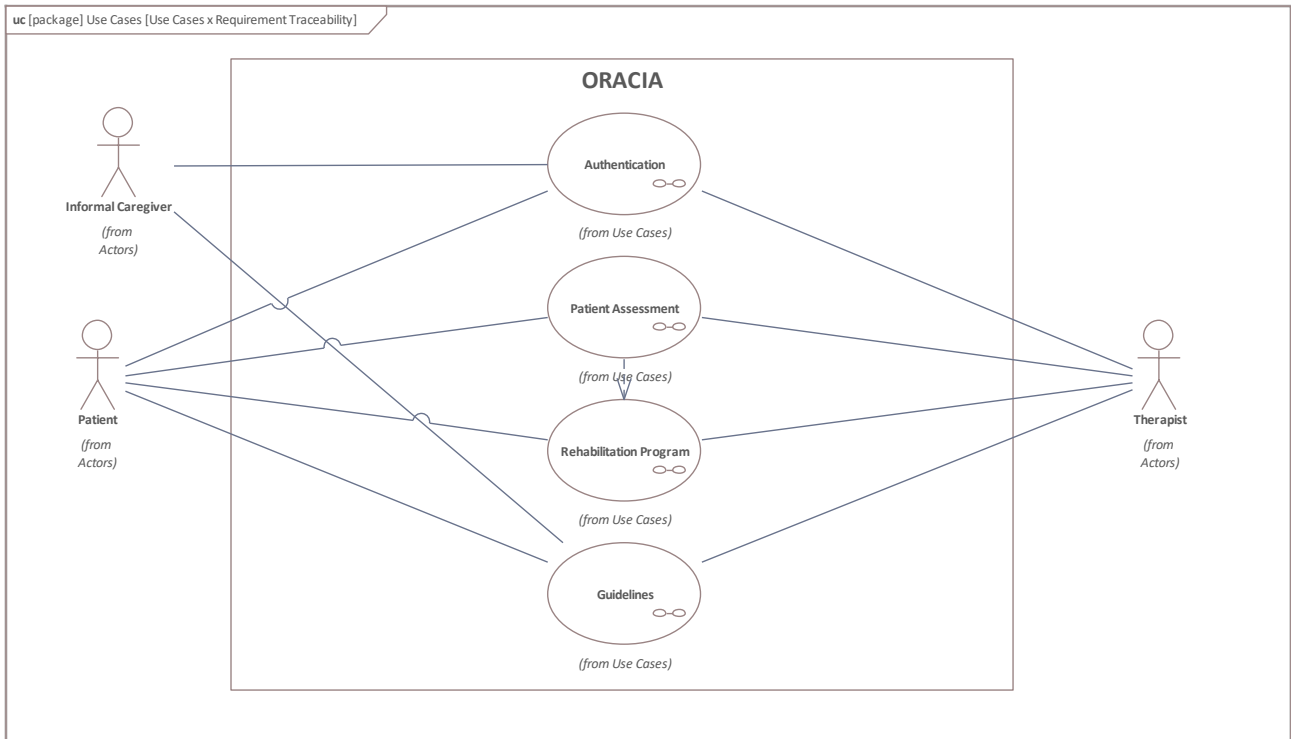 uc [package] Use Cases [Use Cases x Requirement Traceability]
ORACIA
Authentication
(from Use Cases)
Informal Caregiver
(from
Actors)
Patient Assessment
(from Use Cases)
Patient
(from
Actors)
Therapist
(from
Actors)
Rehabilitation Program
(from Use Cases)
Guidelines
(from Use Cases)